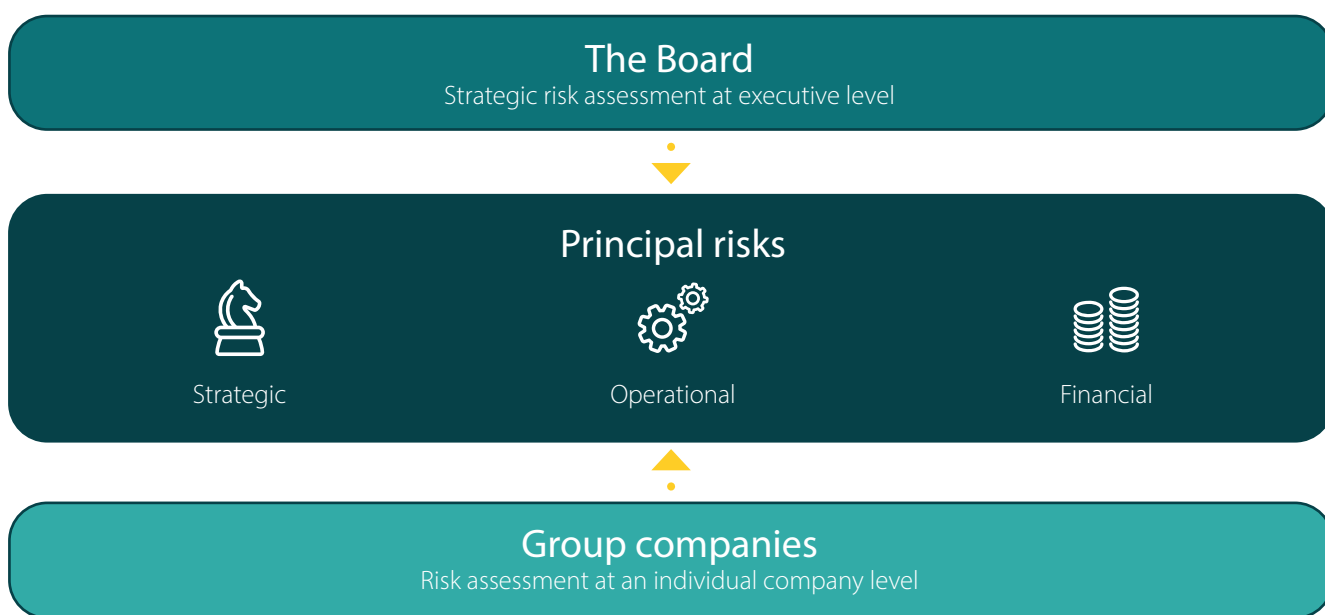 The Board
Strategic risk assessment at executive level
Principal risks
Strategic
Operational
Financial
Group companies
Risk assessment at an individual company level